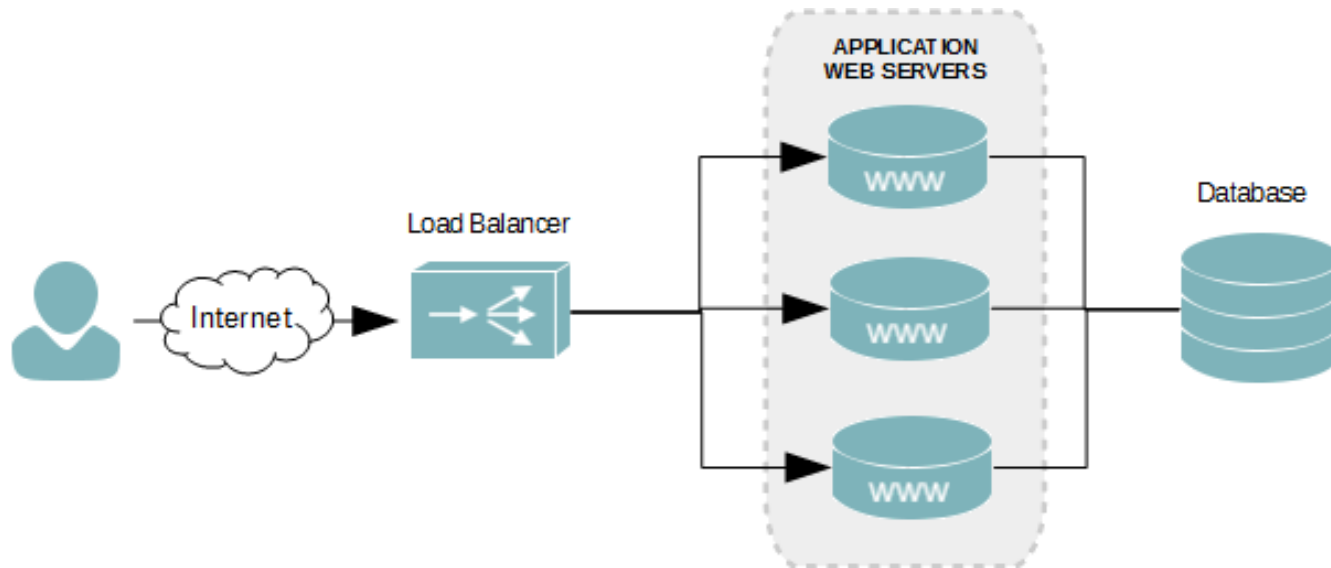 APPLICATION
WEB SERVERS
WWW
Load Balancer
Database
Internet
WWW
WWW